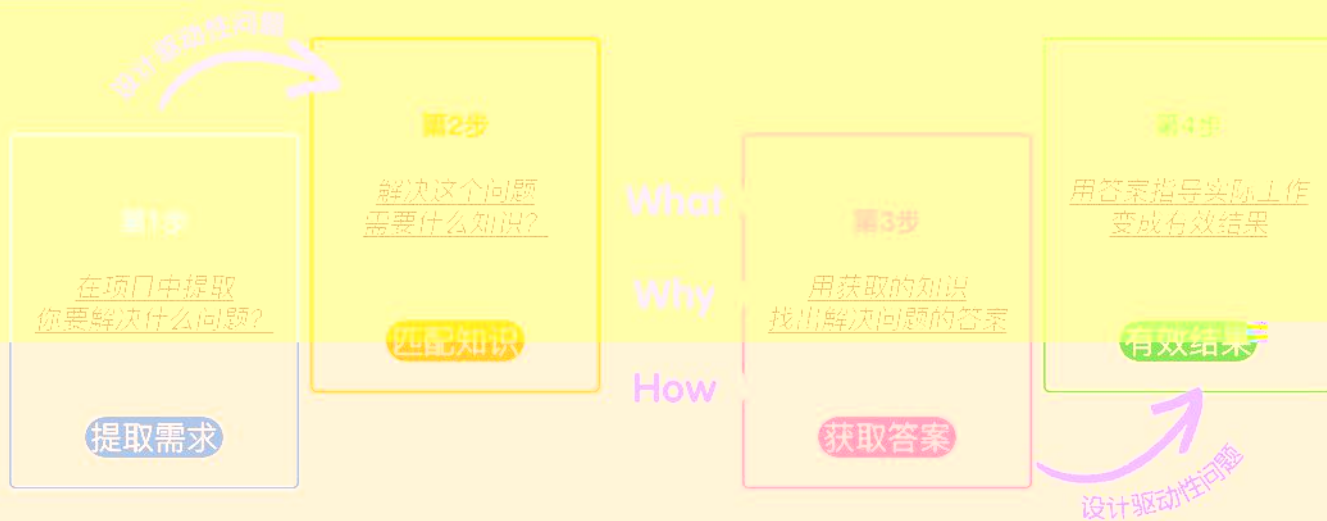 设计驱动性问题
第1步
在项目中提取
你要解决什么问题？
提取需求
第2步
解决这个问题
需要什么知识？
匹配知识
What
Why
How
第3步
用获取的知识
找出解决问题的答案
获取答案
第4步
用答案指导实际工作
变成有效结果
有效结果
设计驱动性问题